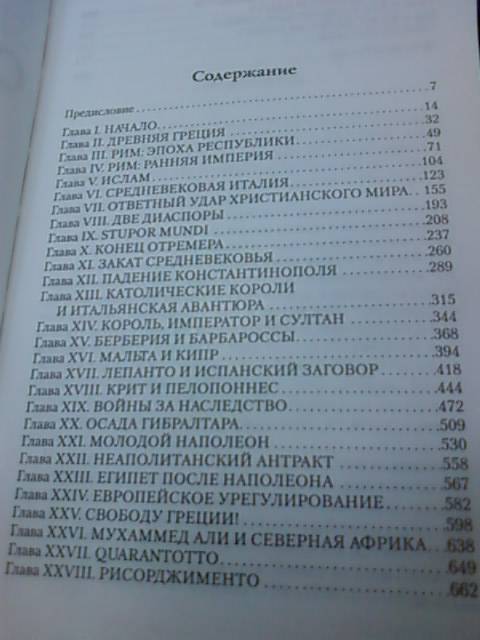 Содержание
Предисловие 7
Глава I. НАЧАЛО 14
Глава II. ДРЕВНЯЯ ГРЕЦИЯ 32
Глава III. РИМ: ЭПОХА РЕСПУБЛИКИ 49
Глава IV. РИМ: РАННЯЯ ИМПЕРИЯ 71
Глава V. ИСЛАМ 104
Глава VI. СРЕДНЕВЕКОВАЯ ИТАЛИЯ 123
Глава VII. ОТВЕТНЫЙ УДАР ХРИСТИАНСКОГО МИРА 155
Глава VIII. ДВЕ ДИАСПОРЫ 193
Глава IX. STUPOR MUNDI 208
Глава X. КОНЕЦ ОТРЕМЕРА 237
Глава XI. ЗАКАТ СРЕДНЕВЕКОВЬЯ 260
Глава XII. ПАДЕНИЕ КОНСТАНТИНОПОЛЯ 289
Глава XIII. КАТОЛИЧЕСКИЕ КОРОЛИ
И ИТАЛЬЯНСКАЯ АВАНТЮРА 315
Глава XIV. КОРОЛЬ, ИМПЕРАТОР И СУЛТАН 344
Глава XV. БЕРБЕРИЯ И БАРБАРОССЫ 368
Глава XVI. МАЛЬТА И КИПР 394
Глава XVII. ЛЕПАНТО И ИСПАНСКИЙ ЗАГОВОР 418
Глава XVIII. КРИТ И ПЕЛОПОННЕС 444
Глава XIX. ВОЙНЫ ЗА НАСЛЕДСТВО 472
Глава XX. ОСАДА ГИБРАЛТАРА 509
Глава XXI. МОЛОДОЙ НАПОЛЕОН 530
Глава XXII. НЕАПОЛИТАНСКИЙ АНТРАКТ 558
Глава XXIII. ЕГИПЕТ ПОСЛЕ НАПОЛЕОНА 567
Глава XXIV. ЕВРОПЕЙСКОЕ УРЕГУЛИРОВАНИЕ 582
Глава XXV. СВОБОДУ ГРЕЦИИ! 598
Глава XXVI. МУХАММЕД АЛИ И СЕВЕРНАЯ АФРИКА 638
Глава XXVII. QUARANTOTTO 649
Глава XXVIII. РИСОРДЖИМЕНТО 662